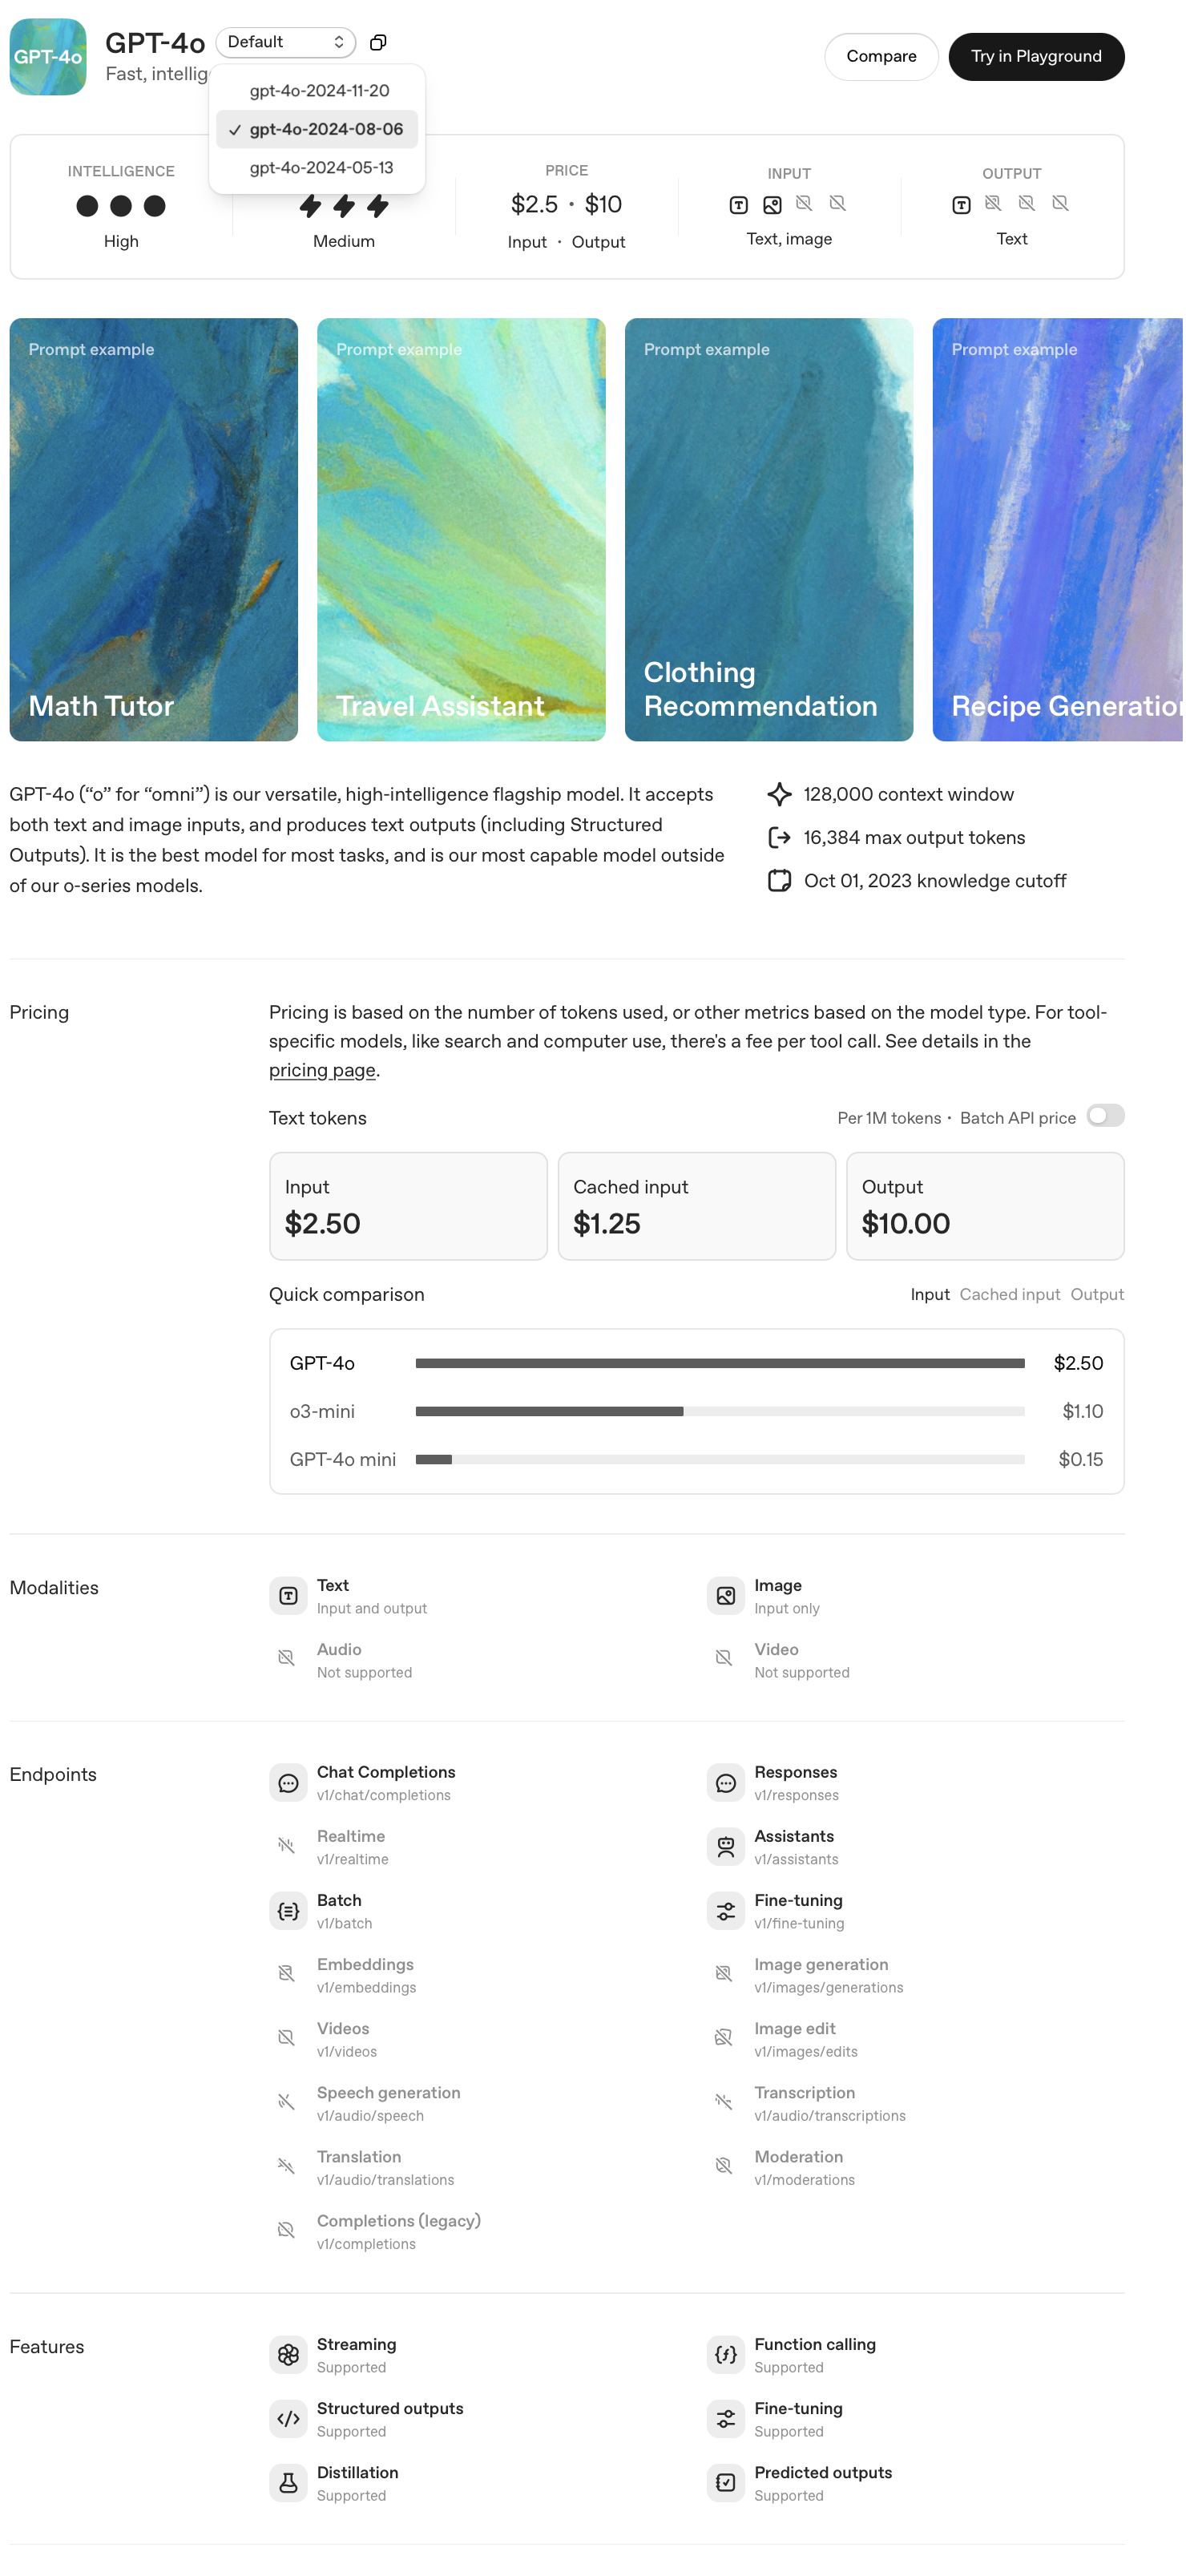 GPT-4o
GPT-4o
Default
Fast, intellig
gpt-4o-2024-11-20
gpt-4o-2024-08-06
gpt-4o-2024-05-13
Compare
Try in Playground
INTELLIGENCE
High
Medium
PRICE
$2.5 • $10
Input • Output
INPUT
Text, image
OUTPUT
Text
Prompt example
Math Tutor
Prompt example
Travel Assistant
Prompt example
Clothing
Recommendation
Prompt example
Recipe Generation
GPT-4o (“o” for “omni”) is our versatile, high-intelligence flagship model. It accepts
both text and image inputs, and produces text outputs (including Structured
Outputs). It is the best model for most tasks, and is our most capable model outside
of our o-series models.
128,000 context window
16,384 max output tokens
Oct 01, 2023 knowledge cutoff
Pricing
Pricing is based on the number of tokens used, or other metrics based on the model type. For tool-
specific models, like search and computer use, there's a fee per tool call. See details in the
pricing page.
Text tokens
Per 1M tokens • Batch API price
Input
$2.50
Cached input
$1.25
Output
$10.00
Quick comparison
Input Cached input Output
GPT-4o $2.50
o3-mini $1.10
GPT-4o mini $0.15
Modalities
Text
Input and output
Image
Input only
Audio
Not supported
Video
Not supported
Endpoints
Chat Completions
v1/chat/completions
Responses
v1/responses
Realtime
v1/realtime
Assistants
v1/assistants
Batch
v1/batch
Fine-tuning
v1/fine-tuning
Embeddings
v1/embeddings
Image generation
v1/images/generations
Videos
v1/videos
Image edit
v1/images/edits
Speech generation
v1/audio/speech
Transcription
v1/audio/transcriptions
Translation
v1/audio/translations
Moderation
v1/moderations
Completions (legacy)
v1/completions
Features
Streaming
Supported
Function calling
Supported
Structured outputs
Supported
Fine-tuning
Supported
Distillation
Supported
Predicted outputs
Supported